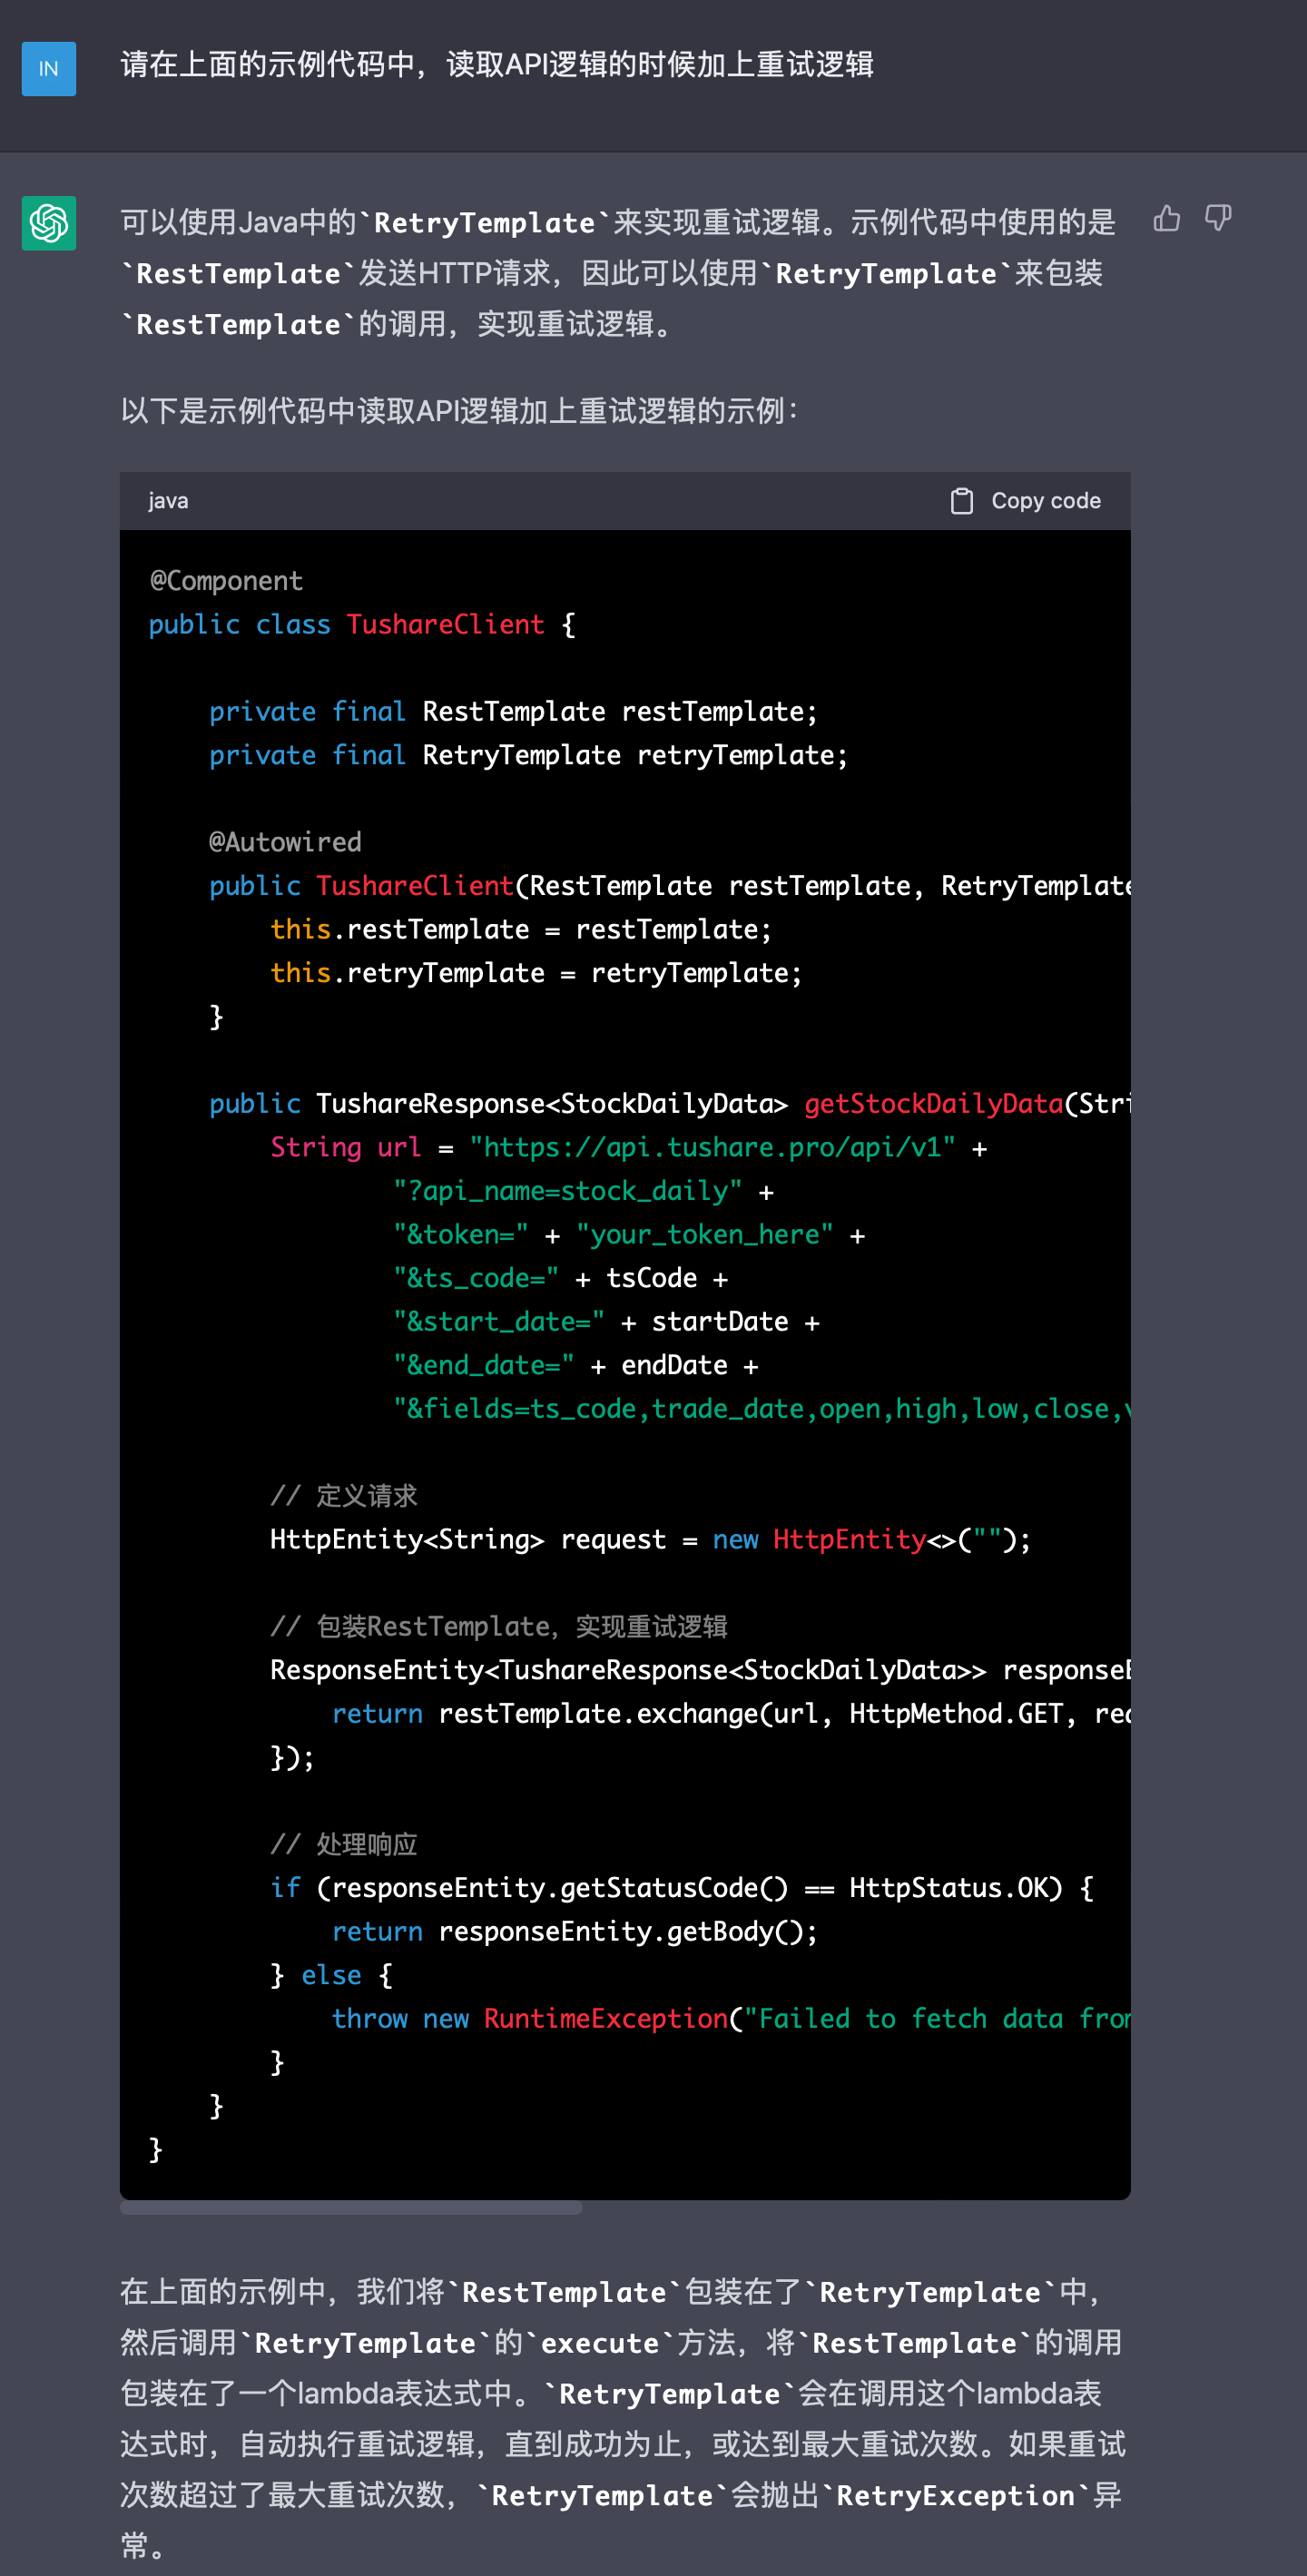 IN
请在上面的示例代码中，读取API逻辑的时候加上重试逻辑
可以使用Java中的`RetryTemplate`来实现重试逻辑。示例代码中使用的是
`RestTemplate`发送HTTP请求，因此可以使用`RetryTemplate`来包装
`RestTemplate`的调用，实现重试逻辑。
以下是示例代码中读取API逻辑加上重试逻辑的示例：
java
Copy code
@Component
public class TushareClient {
    private final RestTemplate restTemplate;
    private final RetryTemplate retryTemplate;
    @Autowired
    public TushareClient(RestTemplate restTemplate, RetryTemplate
        this.restTemplate = restTemplate;
        this.retryTemplate = retryTemplate;
    }
    public TushareResponse<StockDailyData> getStockDailyData(Stri
        String url = "https://api.tushare.pro/api/v1" +
                "?api_name=stock_daily" +
                "&token=" + "your_token_here" +
                "&ts_code=" + tsCode +
                "&start_date=" + startDate +
                "&end_date=" + endDate +
                "&fields=ts_code,trade_date,open,high,low,close,v
        // 定义请求
        HttpEntity<String> request = new HttpEntity<>("");
        // 包装RestTemplate，实现重试逻辑
        ResponseEntity<TushareResponse<StockDailyData>> responseE
            return restTemplate.exchange(url, HttpMethod.GET, req
        });
        // 处理响应
        if (responseEntity.getStatusCode() == HttpStatus.OK) {
            return responseEntity.getBody();
        } else {
            throw new RuntimeException("Failed to fetch data from
        }
    }
}
在上面的示例中，我们将`RestTemplate`包装在了`RetryTemplate`中，
然后调用`RetryTemplate`的`execute`方法，将`RestTemplate`的调用
包装在了一个lambda表达式中。`RetryTemplate`会在调用这个lambda表
达式时，自动执行重试逻辑，直到成功为止，或达到最大重试次数。如果重试
次数超过了最大重试次数，`RetryTemplate`会抛出`RetryException`异
常。